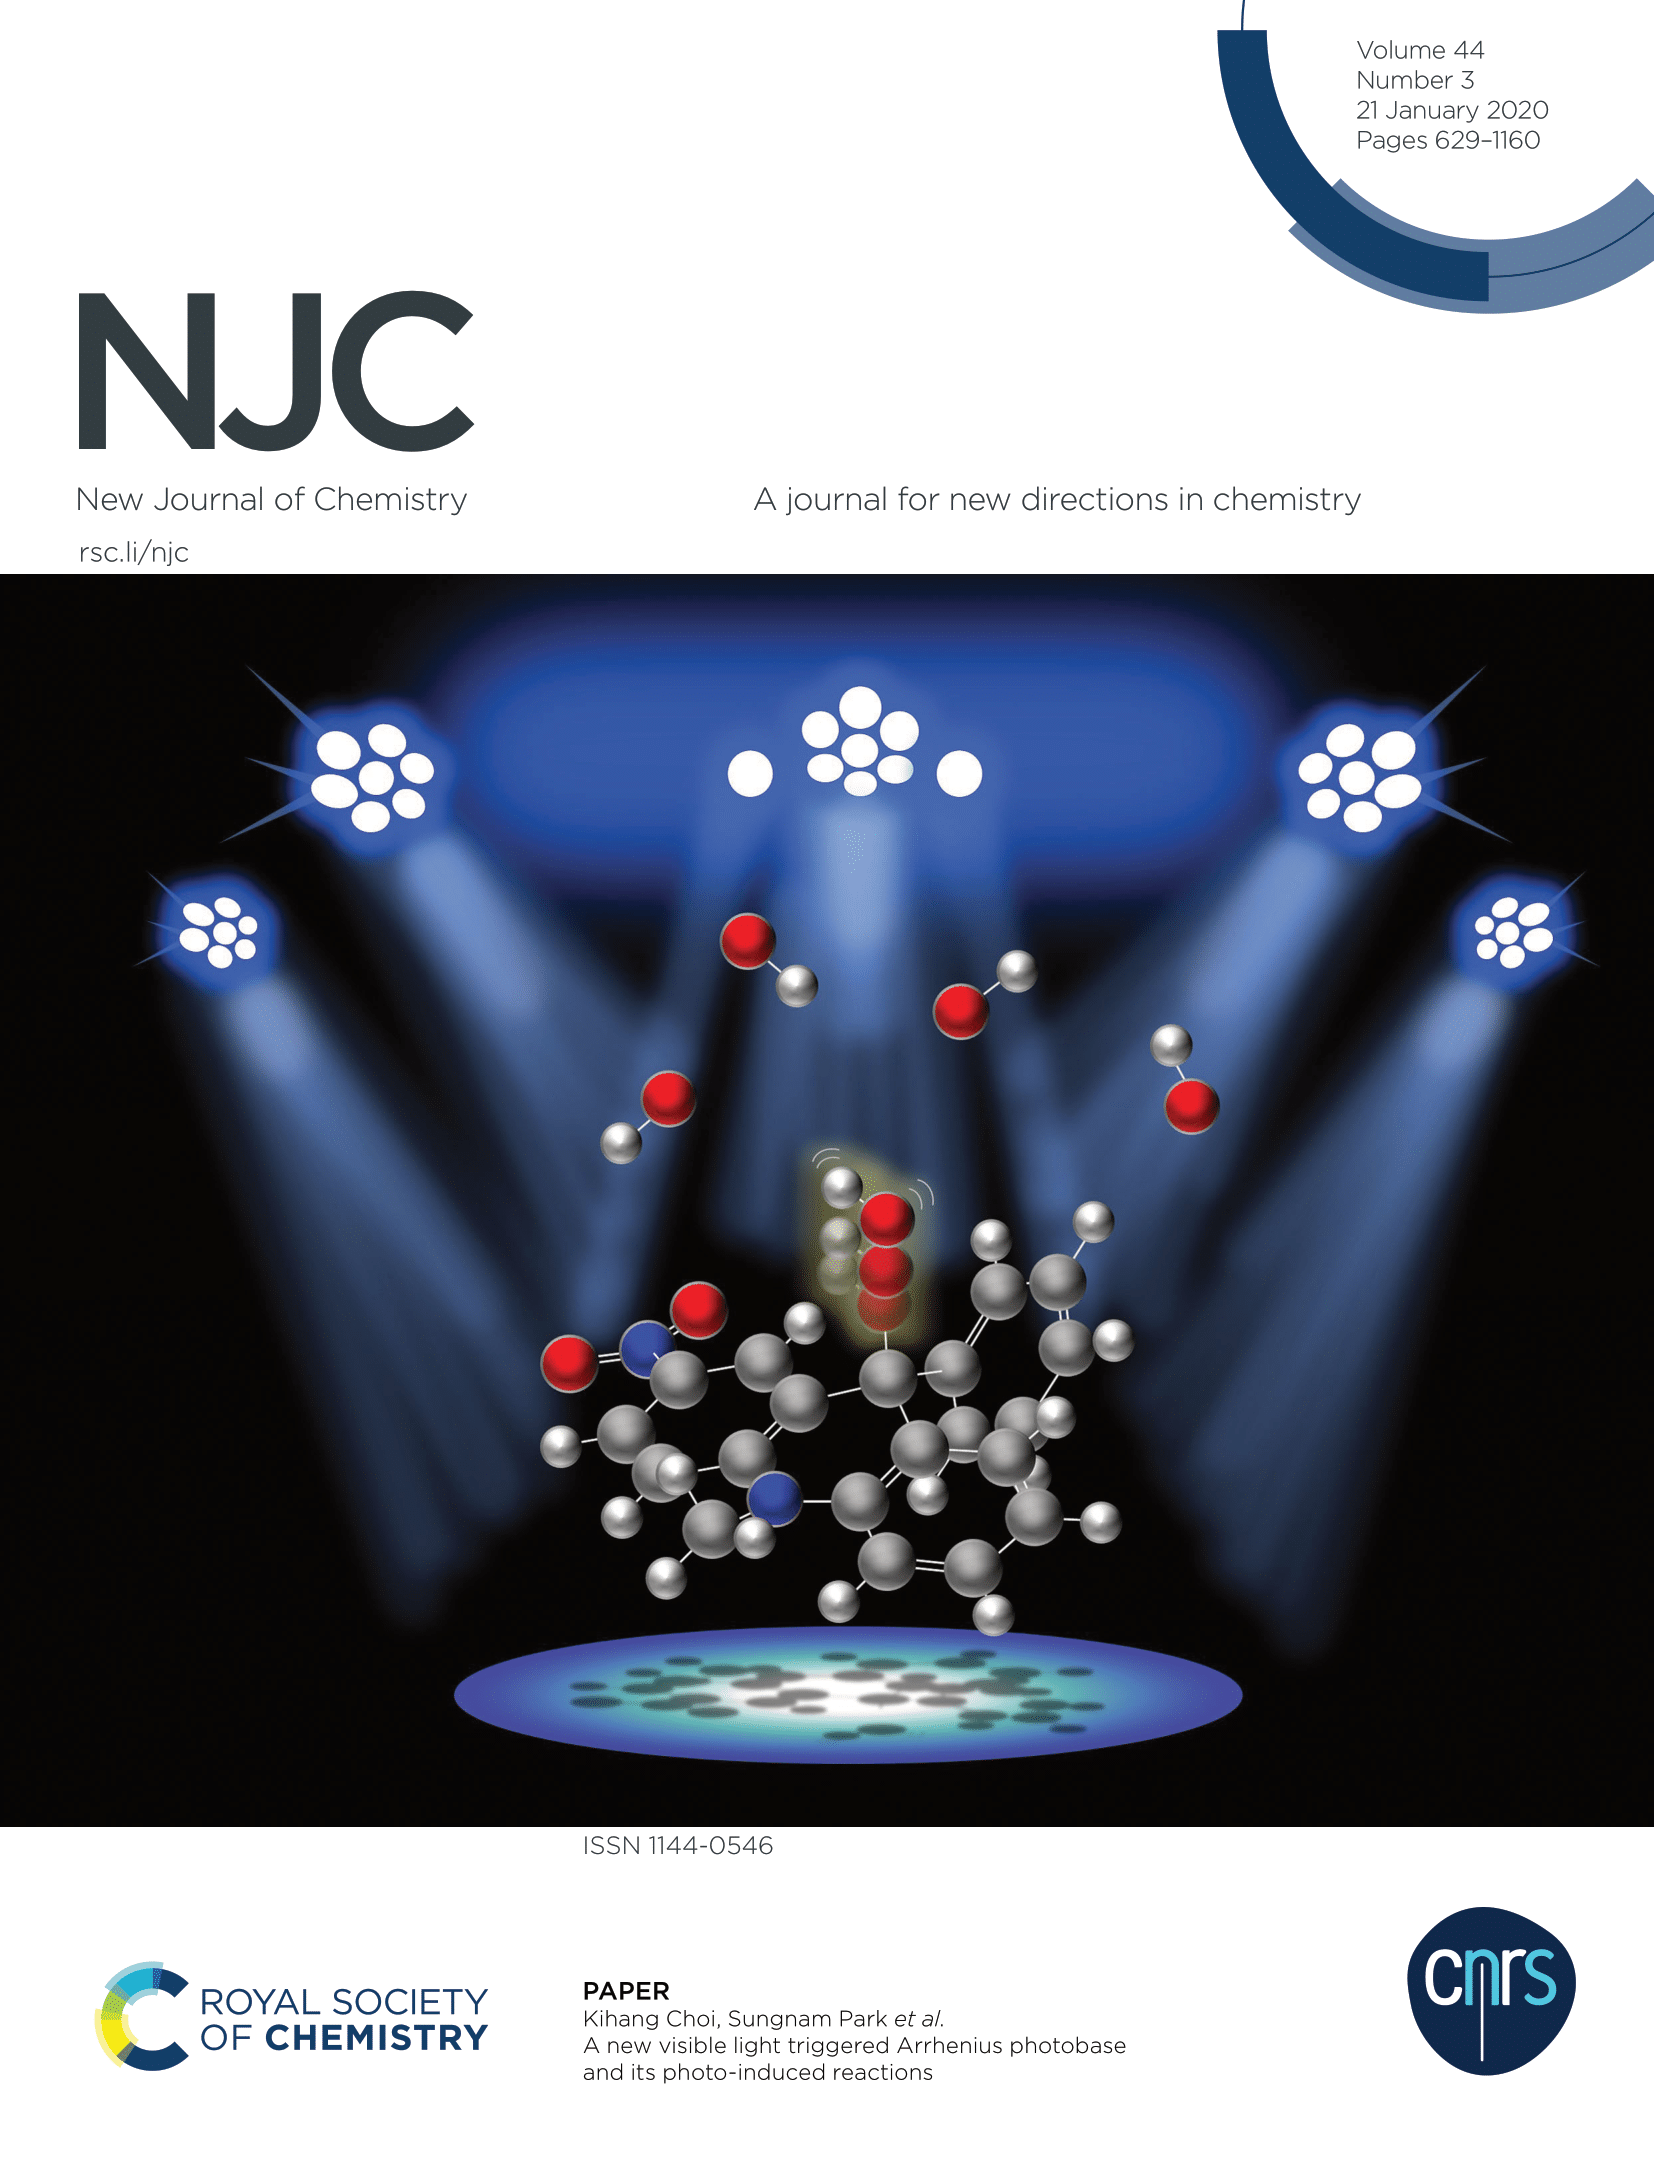 Volume 44
Number 3
21 January 2020
Pages 629–1160
NJC
New Journal of Chemistry
A journal for new directions in chemistry
rsc.li/njc
ISSN 1144-0546
ROYAL SOCIETY
OF CHEMISTRY
PAPER
Kihang Choi, Sungnam Park et al.
A new visible light triggered Arrhenius photobase
and its photo-induced reactions
cnrs